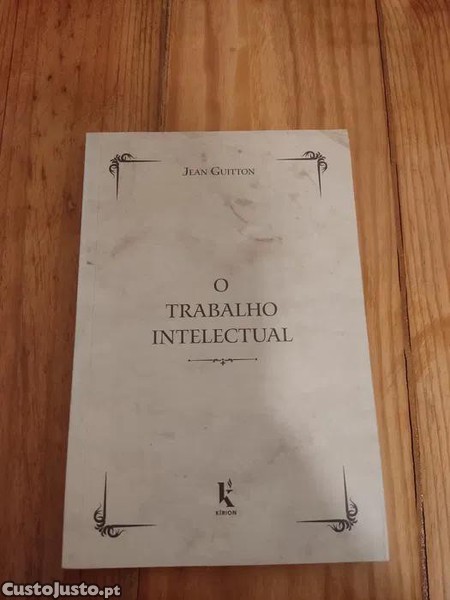 JEAN GUITTON
O
TRABALHO
INTELECTUAL
K
KÍRION
CustoJusto.pt